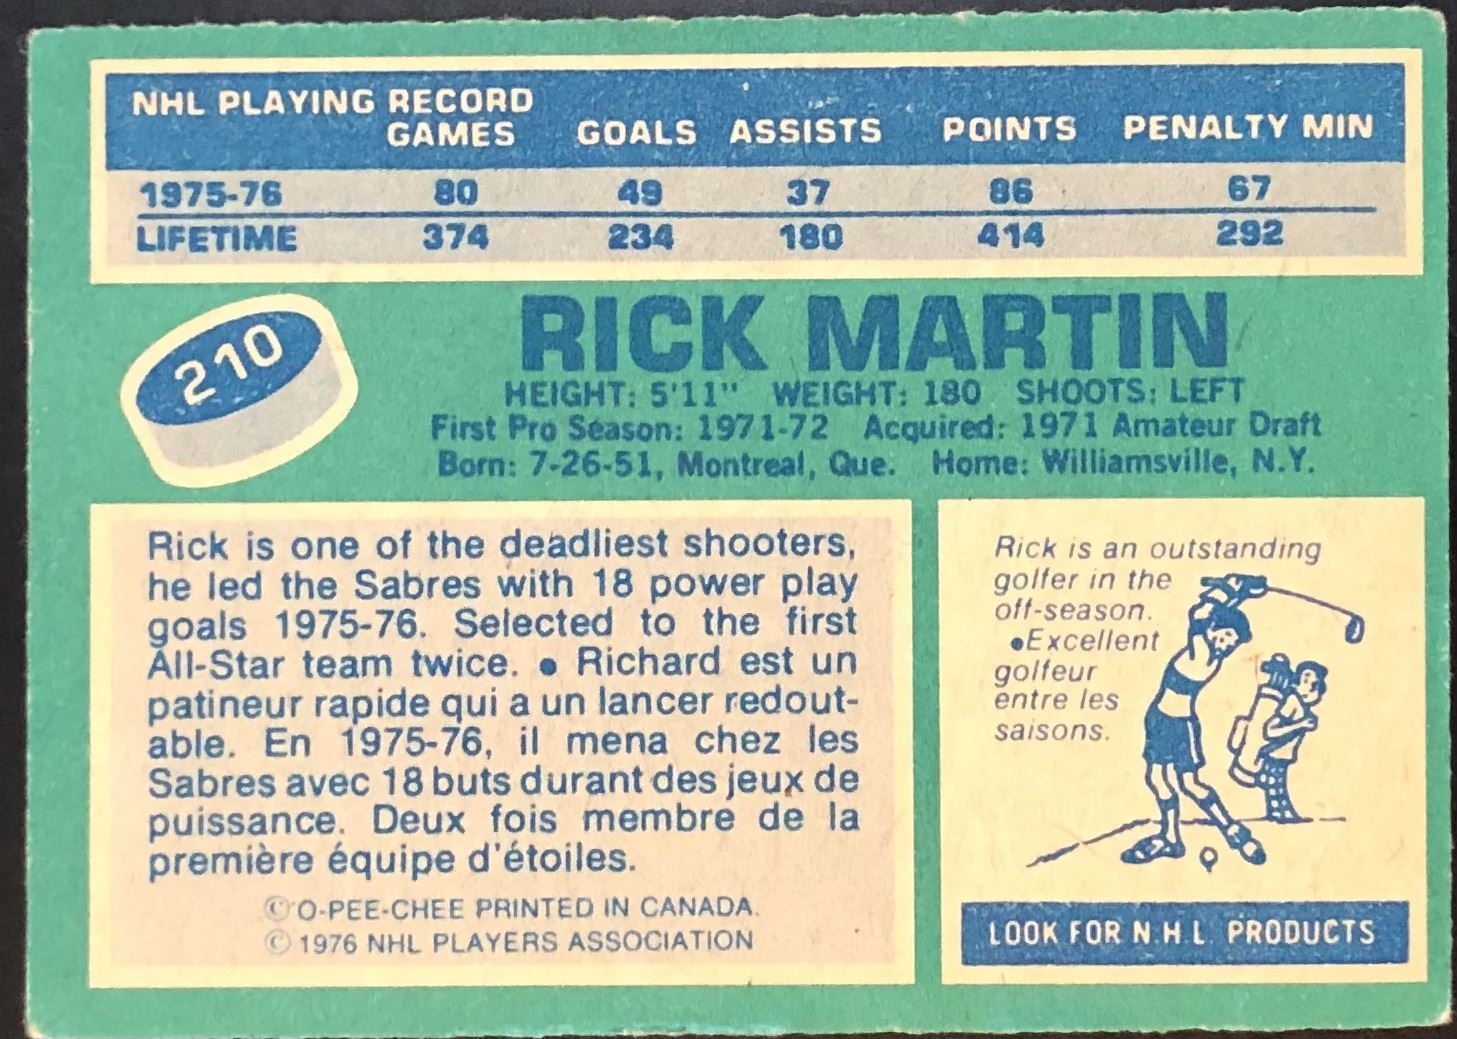 NHL PLAYING RECORD
GAMES GOALS ASSISTS POINTS PENALTY MIN
1975-76 80 49 37 86 67
LIFETIME 374 234 180 414 292
210
RICK MARTIN
HEIGHT: 5'11" WEIGHT: 180 SHOOTS: LEFT
First Pro Season: 1971-72 Acquired: 1971 Amateur Draft
Born: 7-26-51, Montreal, Que. Home: Williamsville, N.Y.
Rick is one of the deadliest shooters,
he led the Sabres with 18 power play
goals 1975-76. Selected to the first
All-Star team twice. ● Richard est un
patineur rapide qui a un lancer redout-
able. En 1975-76, il mena chez les
Sabres avec 18 buts durant des jeux de
puissance. Deux fois membre de la
première équipe d'étoiles.
© O-PEE-CHEE PRINTED IN CANADA.
© 1976 NHL PLAYERS ASSOCIATION
Rick is an outstanding
golfer in the
off-season.
●Excellent
golfeur
entre les
saisons.
LOOK FOR N.H.L. PRODUCTS